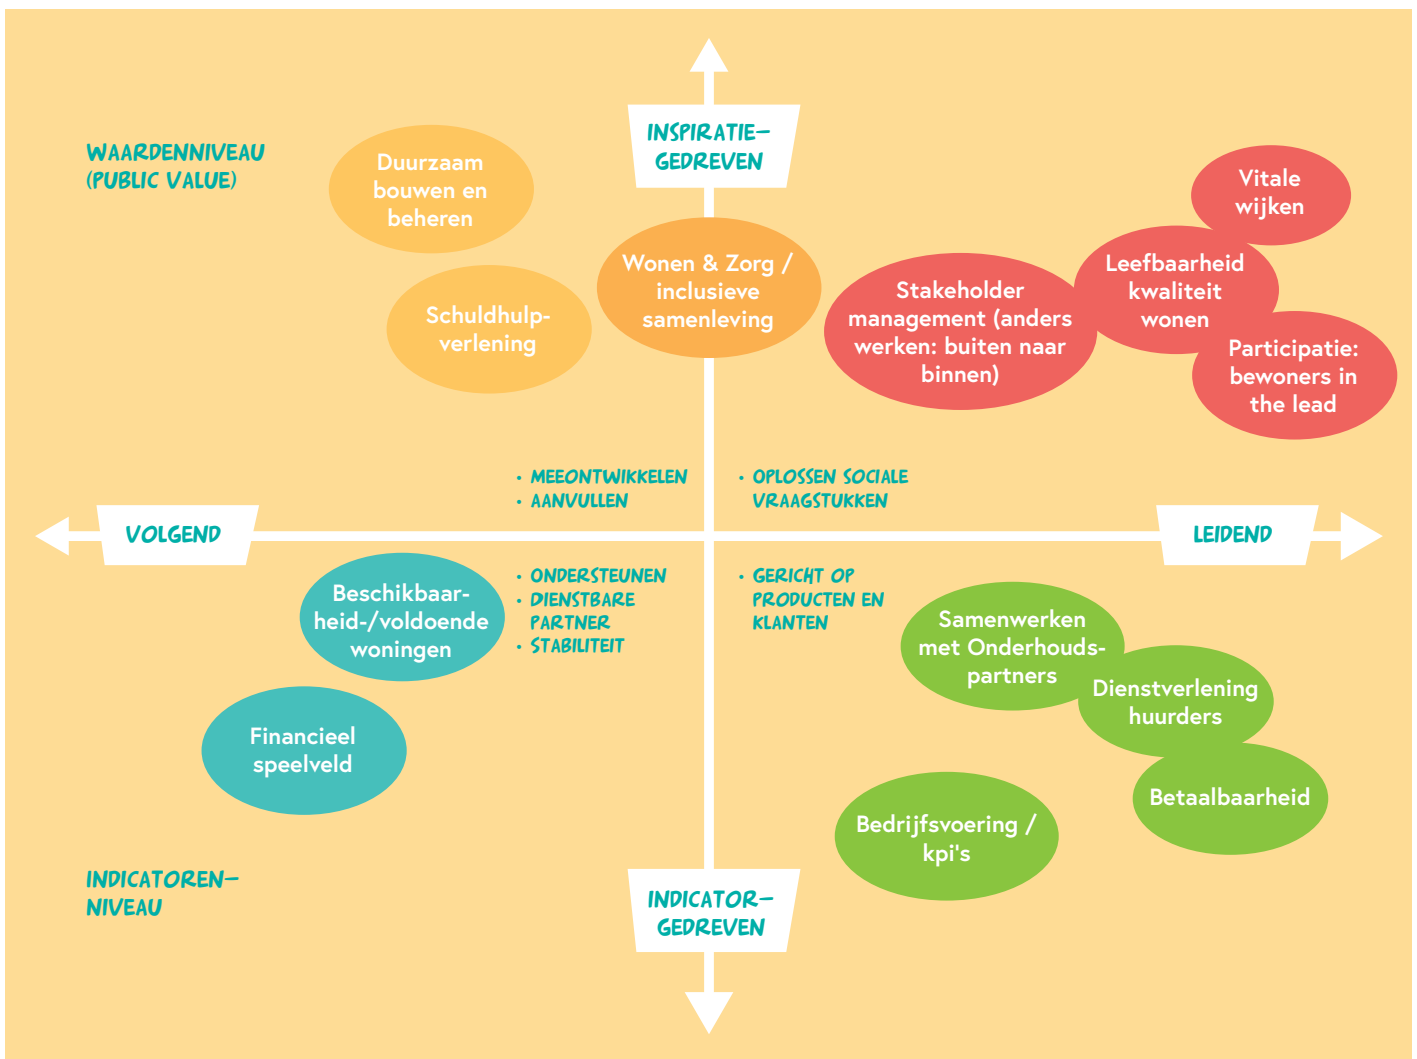 WAARDENNIVEAU
(PUBLIC VALUE)
Duurzaam
bouwen en
beheren
Schuldhulp-
verlening
INSPIRATIE-
GEDREVEN
Wonen & Zorg /
inclusieve
samenleving
Vitale
wijken
Leefbaarheid
kwaliteit
wonen
Stakeholder
management (anders
werken: buiten naar
binnen)
Participatie:
bewoners in
the lead
• MEEONTWIKKELEN
• AANVULLEN
• OPLOSSEN SOCIALE
VRAAGSTUKKEN
VOLGEND
LEIDEND
Beschikbaar-
heid-/voldoende
woningen
Financieel
speelveld
• ONDERSTEUNEN
• DIENSTBARE
PARTNER
• STABILITEIT
• GERICHT OP
PRODUCTEN EN
KLANTEN
Samenwerken
met Onderhouds-
partners
Dienstverlening
huurders
Betaalbaarheid
Bedrijfsvoering /
kpi's
INDICATOREN-
NIVEAU
INDICATOR-
GEDREVEN